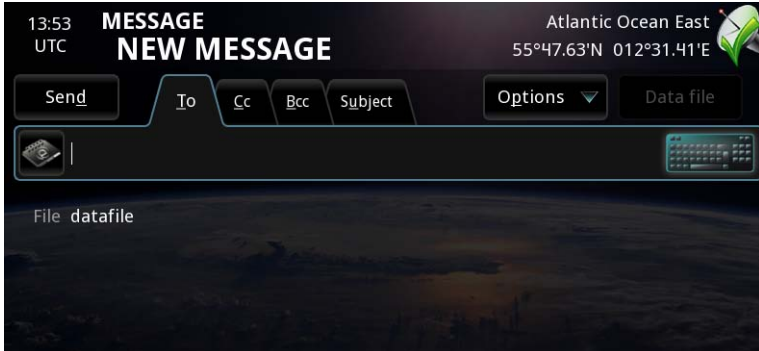 13:53
UTC
MESSAGE
NEW MESSAGE
Atlantic Ocean East
55°47.63'N 012°31.41'E
Send To Cc Bcc Subject Options Data file
File datafile